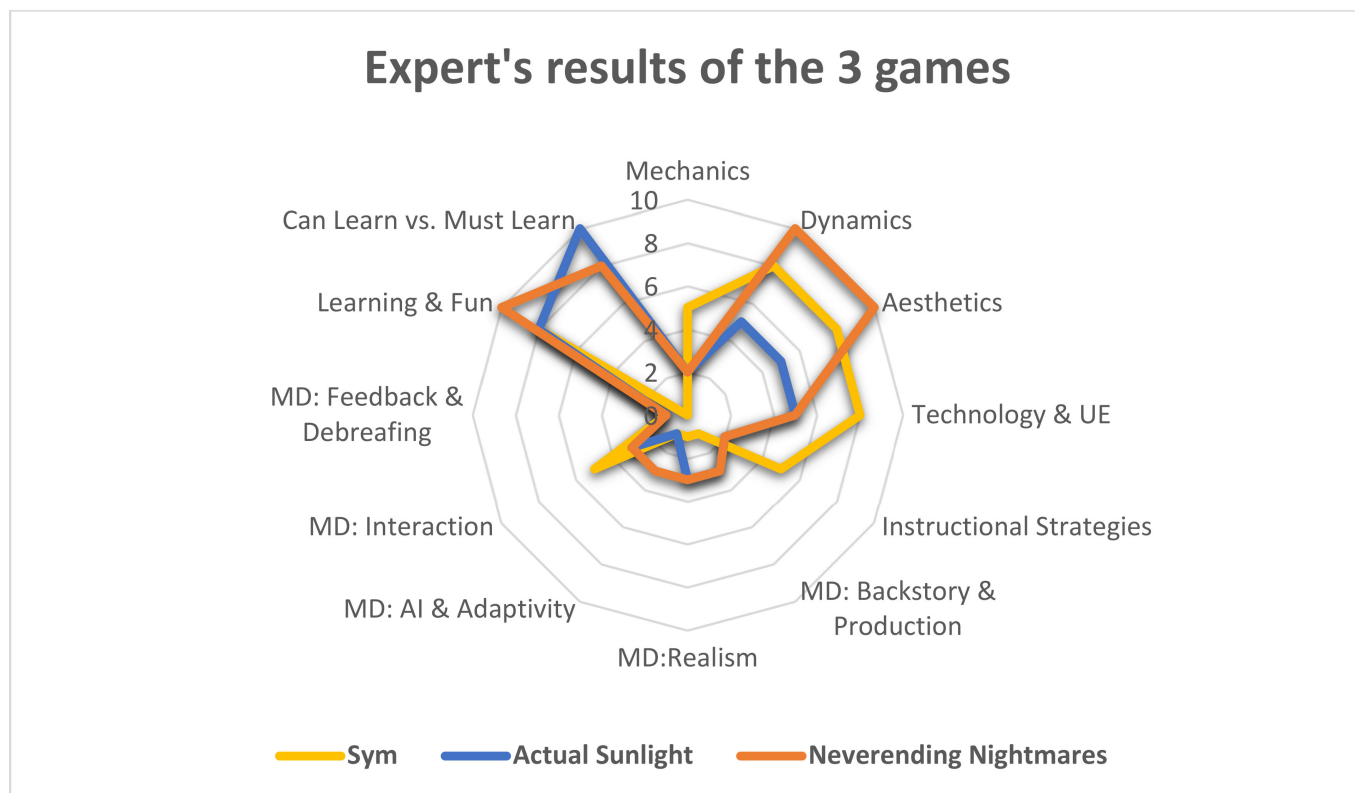 Expert's results of the 3 games
Mechanics
10
8
6
4
2
0
Dynamics
Aesthetics
Technology & UE
Instructional Strategies
MD: Backstory &
Production
MD:Realism
MD: AI & Adaptivity
MD: Interaction
MD: Feedback &
Debreafing
Learning & Fun
Can Learn vs. Must Learn
Sym
Actual Sunlight
Neverending Nightmares